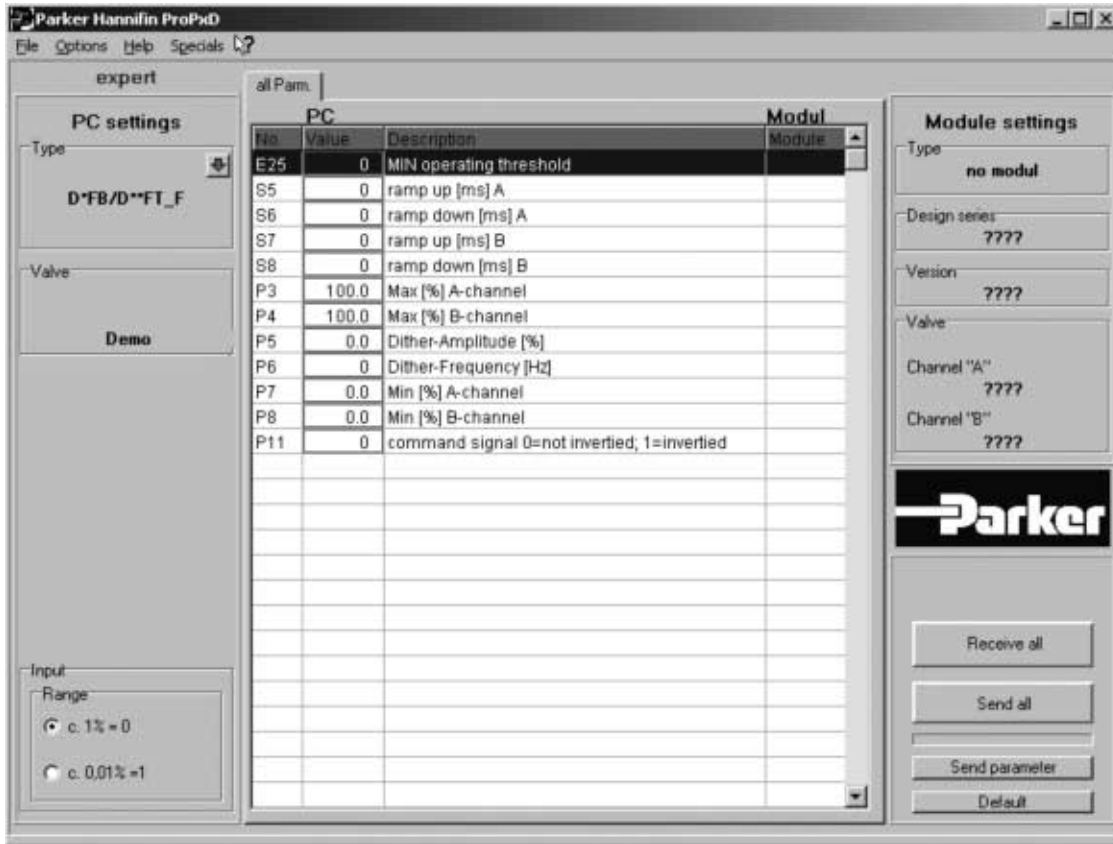 Parker Hannifin ProPxD
File Options Help Specials ?
expert
PC settings
Type
D*FB/D**FT_F
Valve
Demo
Input
Range
c. 1% = 0
c. 0,01% =1
all Parm.
PC Modul
No. Value Description Module
E25 0 MIN operating threshold
S5 0 ramp up [ms] A
S6 0 ramp down [ms] A
S7 0 ramp up [ms] B
S8 0 ramp down [ms] B
P3 100.0 Max [%] A-channel
P4 100.0 Max [%] B-channel
P5 0.0 Dither-Amplitude [%]
P6 0 Dither-Frequency [Hz]
P7 0.0 Min [%] A-channel
P8 0.0 Min [%] B-channel
P11 0 command signal 0=not invertied; 1=invertied
Module settings
Type
no modul
Design series
????
Version
????
Valve
Channel "A"
????
Channel "B"
????
Parker
Receive all
Send all
Send parameter
Default